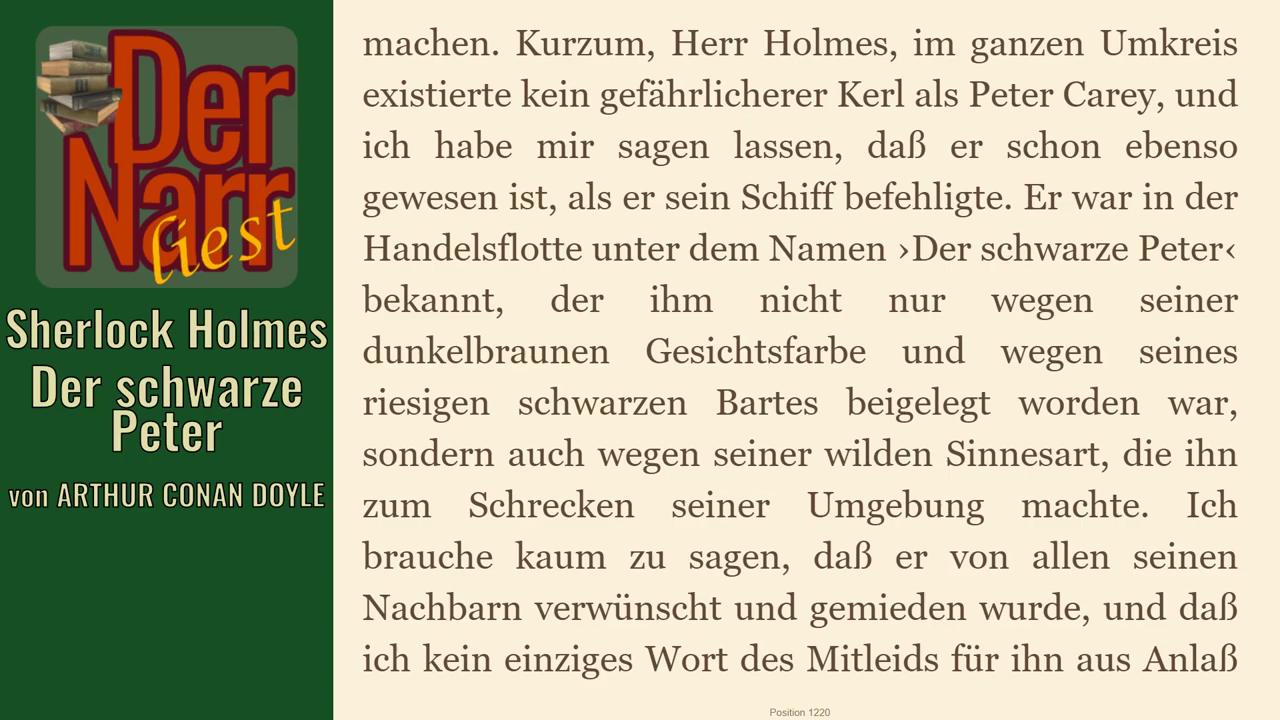 Der
Narr
liest
Sherlock Holmes
Der schwarze
Peter
von ARTHUR CONAN DOYLE
machen. Kurzum, Herr Holmes, im ganzen Umkreis
existierte kein gefährlicherer Kerl als Peter Carey, und
ich habe mir sagen lassen, daß er schon ebenso
gewesen ist, als er sein Schiff befehligte. Er war in der
Handelsflotte unter dem Namen ›Der schwarze Peter‹
bekannt, der ihm nicht nur wegen seiner
dunkelbraunen Gesichtsfarbe und wegen seines
riesigen schwarzen Bartes beigelegt worden war,
sondern auch wegen seiner wilden Sinnesart, die ihn
zum Schrecken seiner Umgebung machte. Ich
brauche kaum zu sagen, daß er von allen seinen
Nachbarn verwünscht und gemieden wurde, und daß
ich kein einziges Wort des Mitleids für ihn aus Anlaß
Position 1220